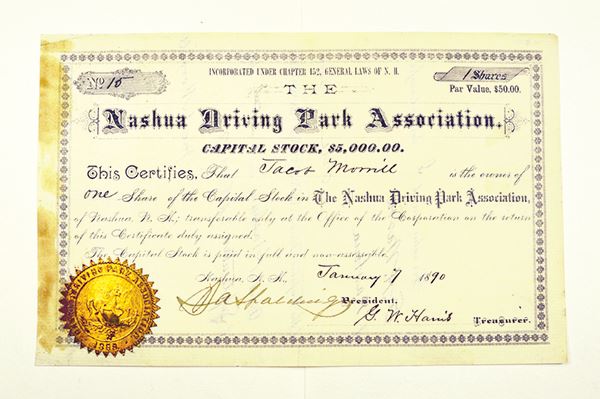 INCORPORATED UNDER CHAPTER 152, GENERAL LAWS OF N. H.
No 15
1 Shares
THE
Par Value, $50.00.
Nashua Driving Park Association.
CAPITAL STOCK, $5,000.00.
This Certifies, That Jacob Morrill is the owner of
one Share of the Capital Stock in The Nashua Driving Park Association,
of Nashua, N. H.; transferable only at the Office of the Corporation on the return
of this Certificate duly assigned.
The Capital Stock is paid in full and non-assessable.
Nashua, N. H., January 7 1890
President.
G. W. Harris Treasurer.
DRIVING PARK ASSOCIATION